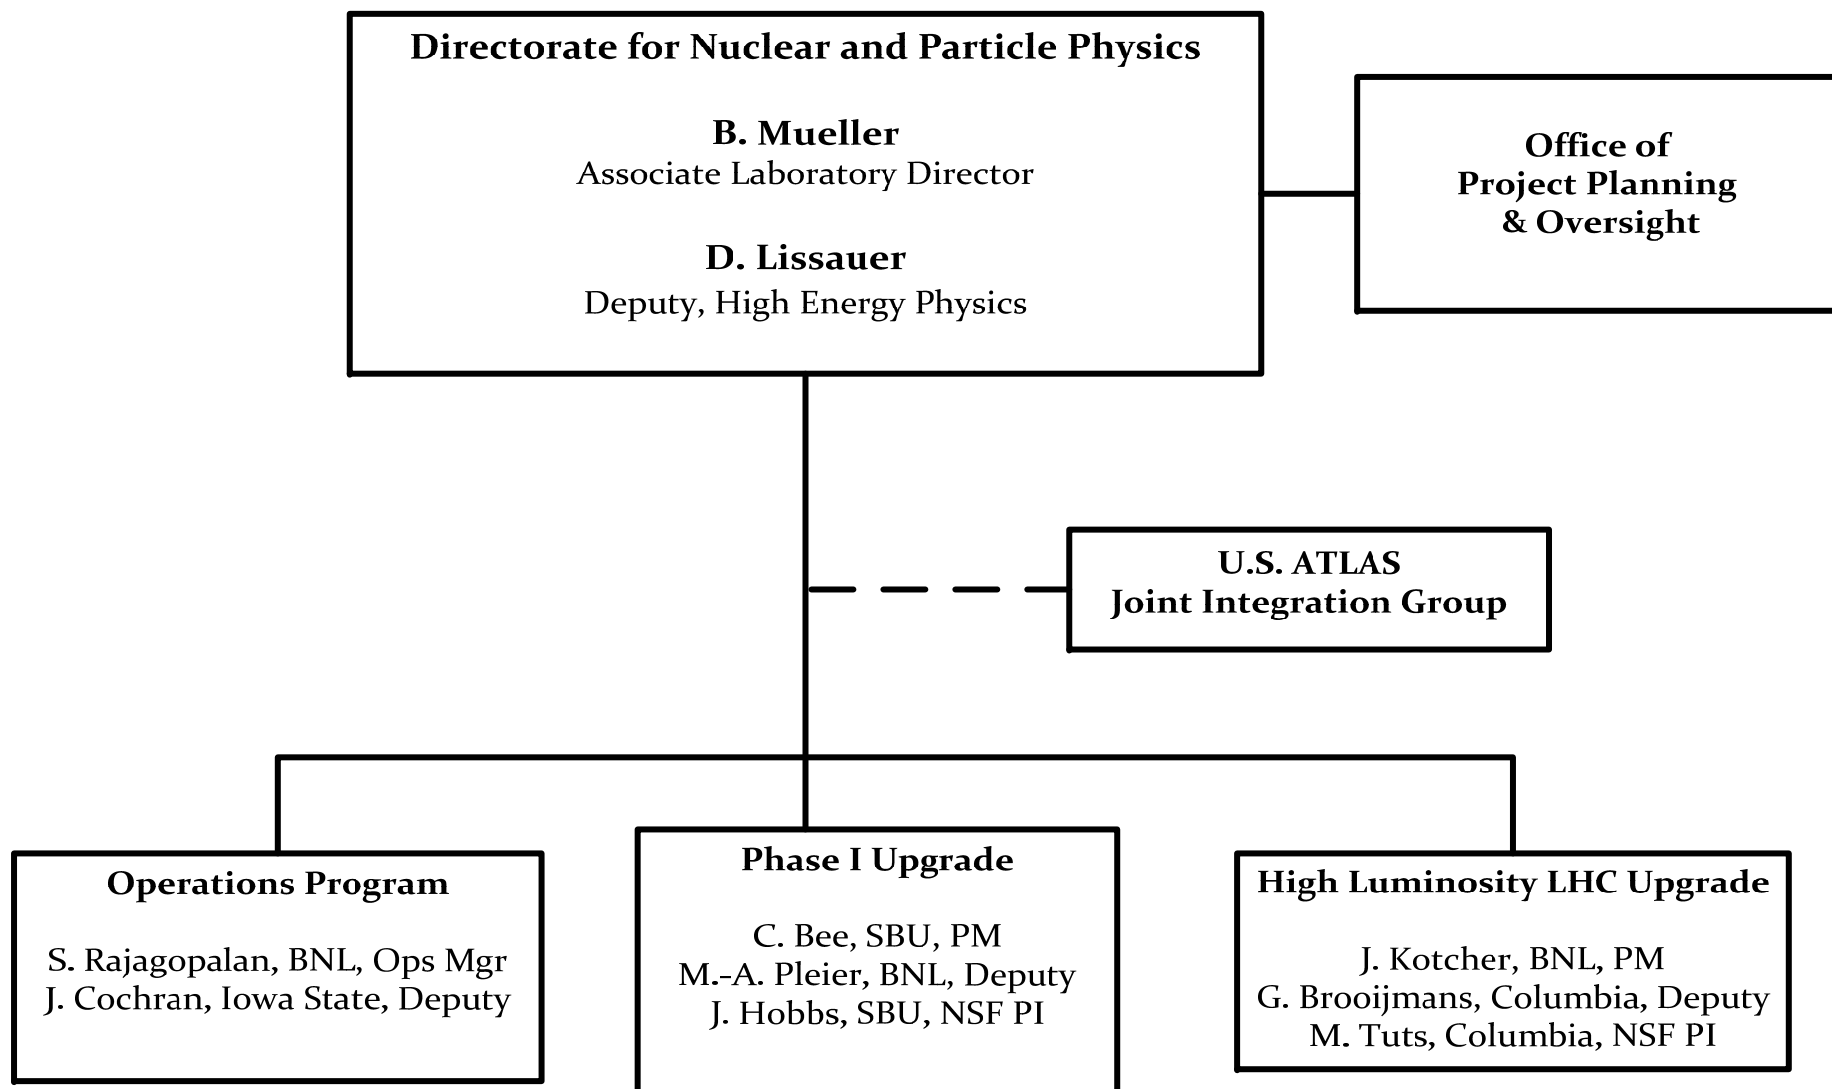 Directorate for Nuclear and Particle Physics
B. Mueller
Associate Laboratory Director
D. Lissauer
Deputy, High Energy Physics
Office of
Project Planning
& Oversight
U.S. ATLAS
Joint Integration Group
Operations Program
S. Rajagopalan, BNL, Ops Mgr
J. Cochran, Iowa State, Deputy
Phase I Upgrade
C. Bee, SBU, PM
M.-A. Pleier, BNL, Deputy
J. Hobbs, SBU, NSF PI
High Luminosity LHC Upgrade
J. Kotcher, BNL, PM
G. Brooijmans, Columbia, Deputy
M. Tuts, Columbia, NSF PI